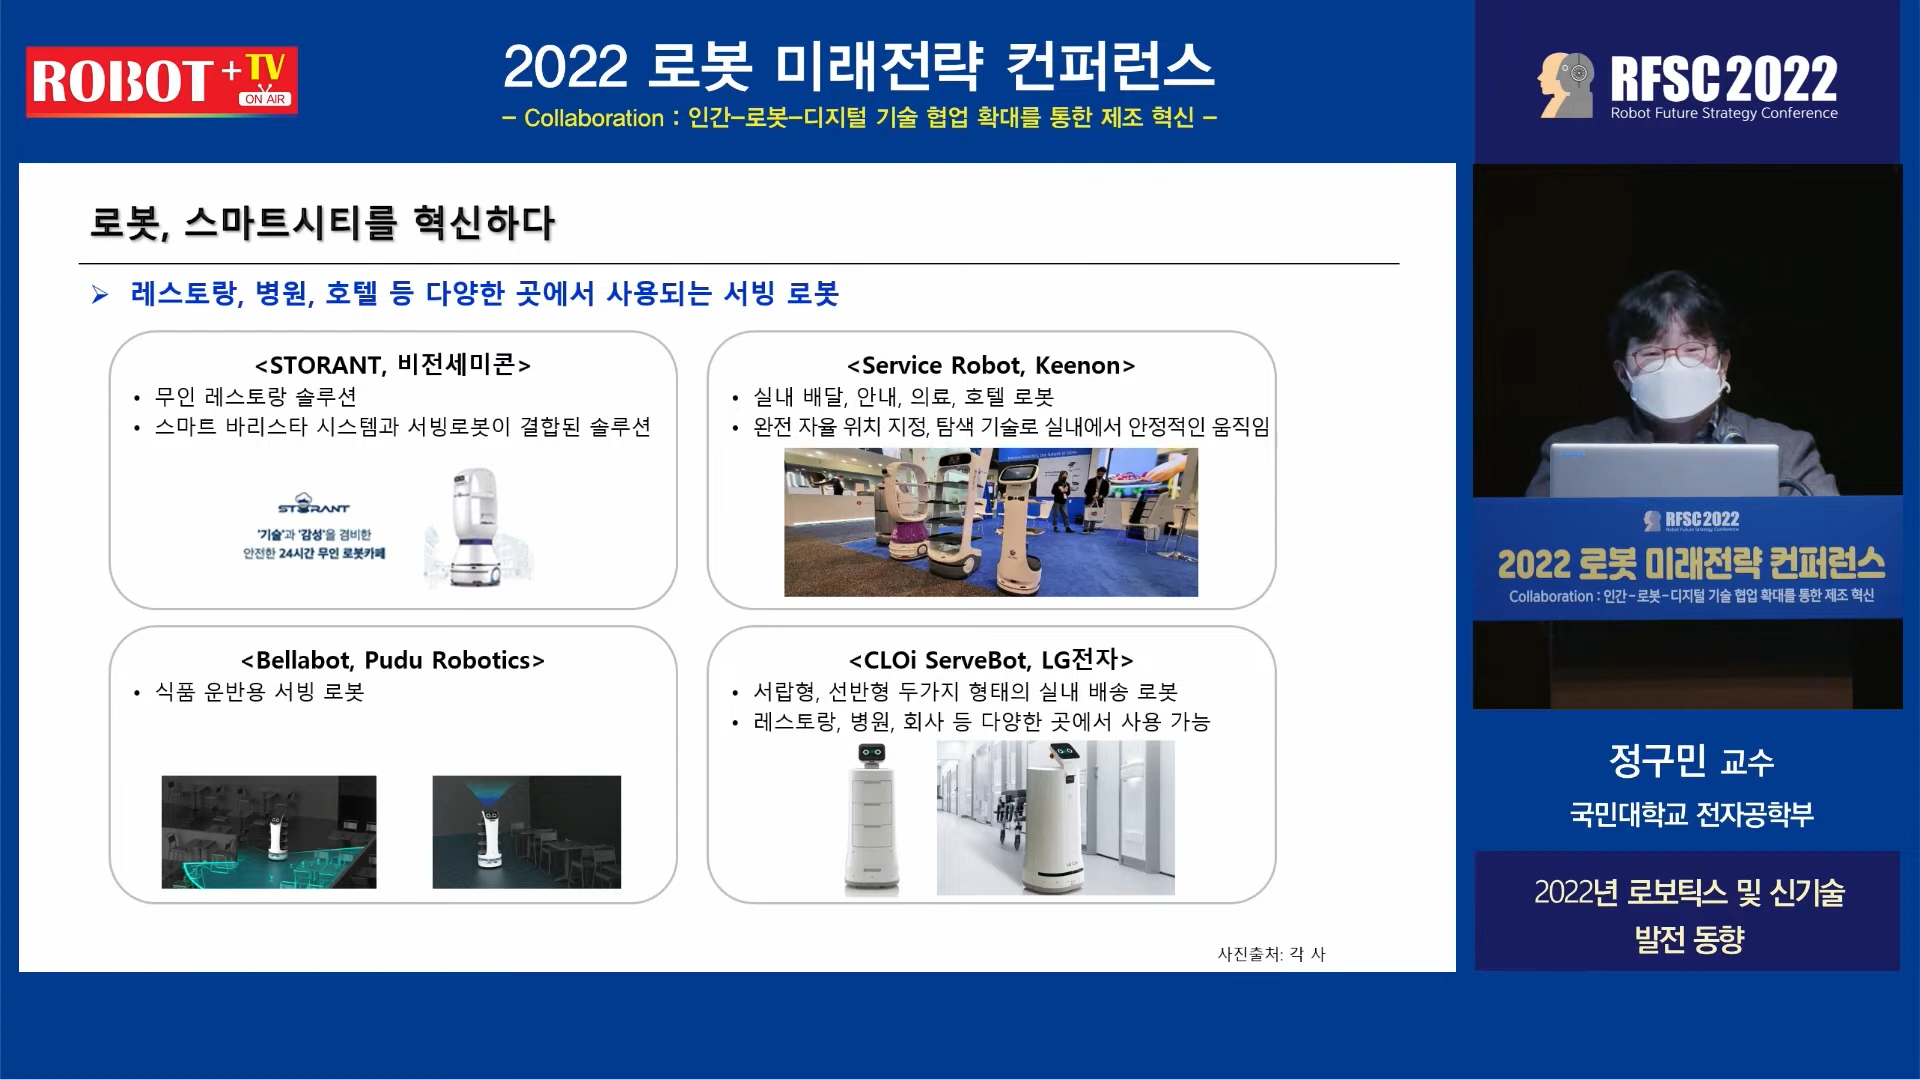 ROBOT+TV
ON AIR
2022 로봇 미래전략 컨퍼런스
– Collaboration : 인간–로봇–디지털 기술 협업 확대를 통한 제조 혁신 –
RFSC 2022
Robot Future Strategy Conference
로봇, 스마트시티를 혁신하다
➢ 레스토랑, 병원, 호텔 등 다양한 곳에서 사용되는 서빙 로봇
<STORANT, 비전세미콘>
• 무인 레스토랑 솔루션
• 스마트 바리스타 시스템과 서빙로봇이 결합된 솔루션
STORANT
'기술'과 '감성'을 겸비한
안전한 24시간 무인 로봇카페
<Service Robot, Keenon>
• 실내 배달, 안내, 의료, 호텔 로봇
• 완전 자율 위치 지정, 탐색 기술로 실내에서 안정적인 움직임
<Bellabot, Pudu Robotics>
• 식품 운반용 서빙 로봇
<CLOi ServeBot, LG전자>
• 서랍형, 선반형 두가지 형태의 실내 배송 로봇
• 레스토랑, 병원, 회사 등 다양한 곳에서 사용 가능
사진출처: 각 사
RFSC 2022
Robot Future Strategy Conference
2022 로봇 미래전략 컨퍼런스
Collaboration : 인간-로봇-디지털 기술 협업 확대를 통한 제조 혁신
정구민 교수
국민대학교 전자공학부
2022년 로보틱스 및 신기술
발전 동향